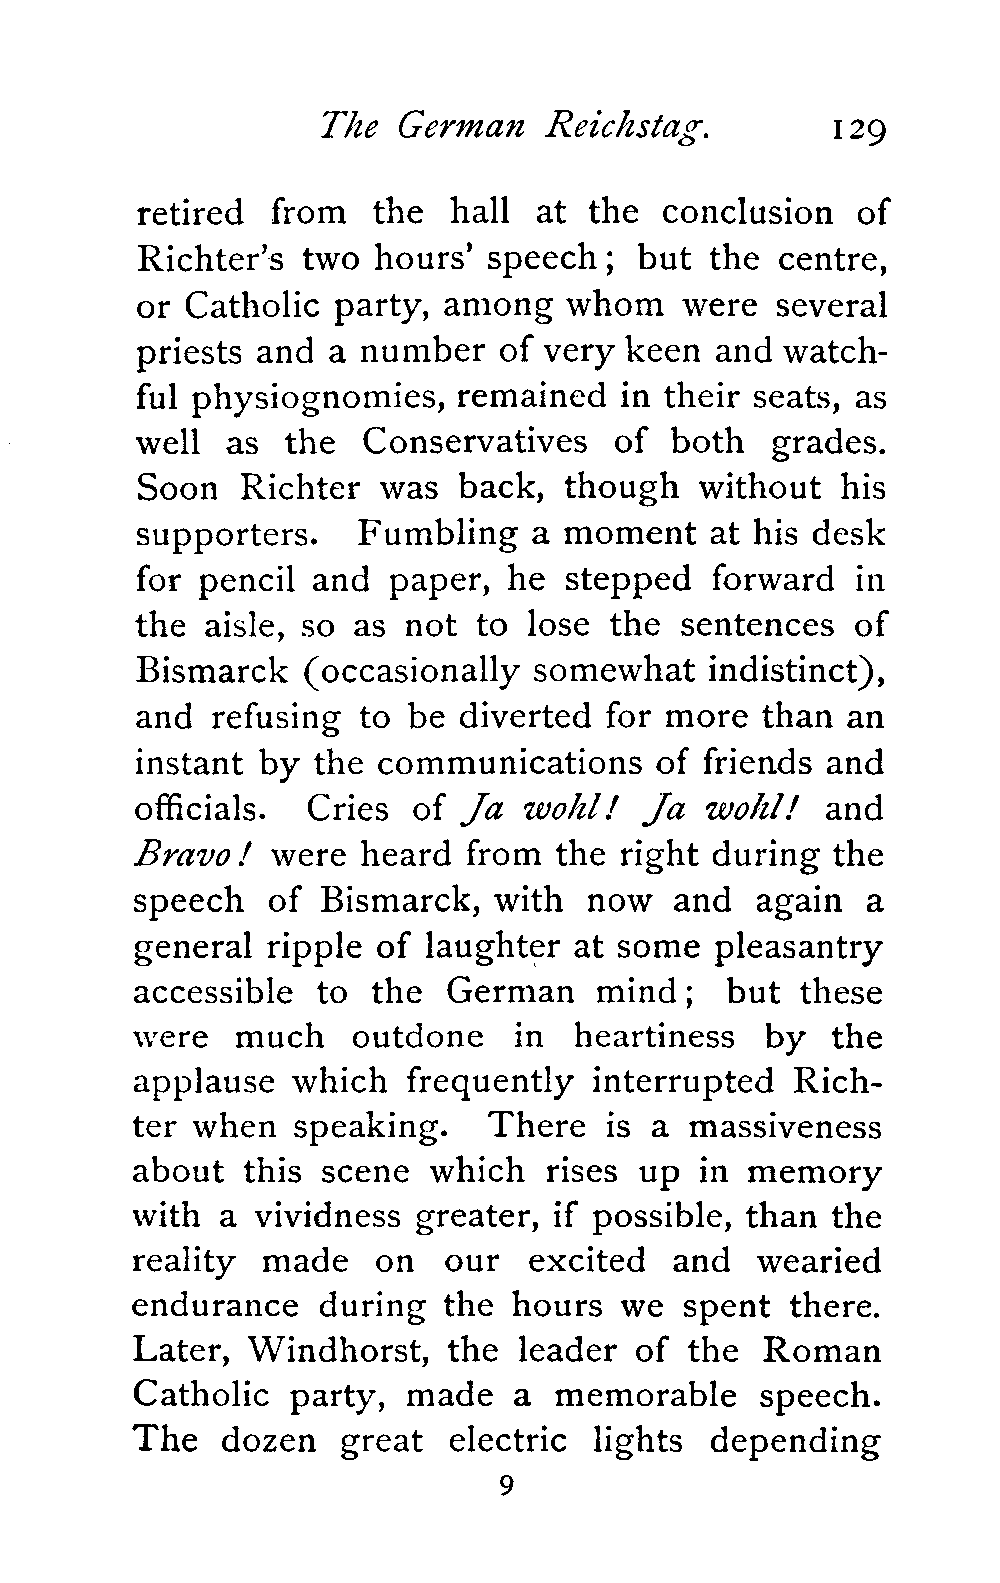 The German Reichstag. 129
retired from the hall at the conclusion of
Richter's two hours' speech; but the centre,
or Catholic party, among whom were several
priests and a number of very keen and watch-
ful physiognomies, remained in their seats, as
well as the Conservatives of both grades.
Soon Richter was back, though without his
supporters. Fumbling a moment at his desk
for pencil and paper, he stepped forward in
the aisle, so as not to lose the sentences of
Bismarck (occasionally somewhat indistinct),
and refusing to be diverted for more than an
instant by the communications of friends and
officials. Cries of Ja wohl! Ja wohl! and
Bravo! were heard from the right during the
speech of Bismarck, with now and again a
general ripple of laughter at some pleasantry
accessible to the German mind; but these
were much outdone in heartiness by the
applause which frequently interrupted Rich-
ter when speaking. There is a massiveness
about this scene which rises up in memory
with a vividness greater, if possible, than the
reality made on our excited and wearied
endurance during the hours we spent there.
Later, Windhorst, the leader of the Roman
Catholic party, made a memorable speech.
The dozen great electric lights depending
9